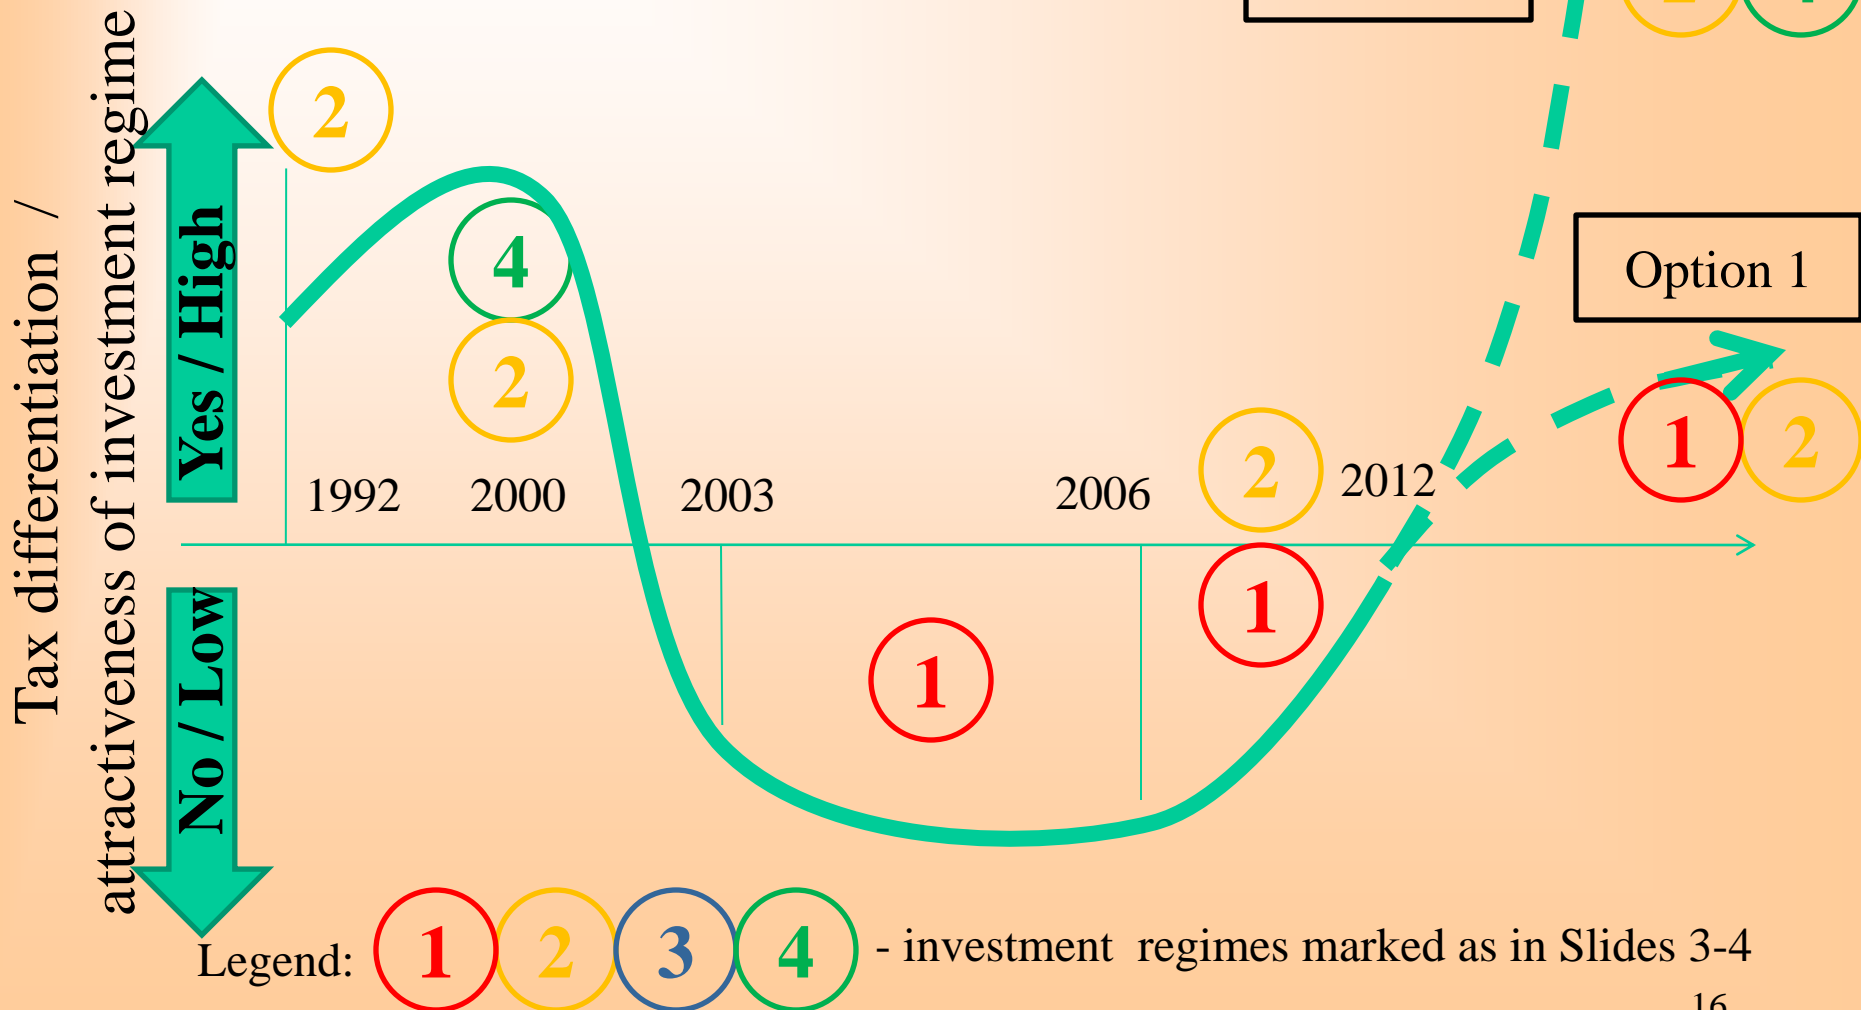 Tax differentiation /
attractiveness of investment regime
Yes / High
No / Low
2
4
2
1992
2000
2003
2006
2012
2
1
1
Option 1
1
2
Legend:
1
2
3
4
- investment regimes marked as in Slides 3-4
16